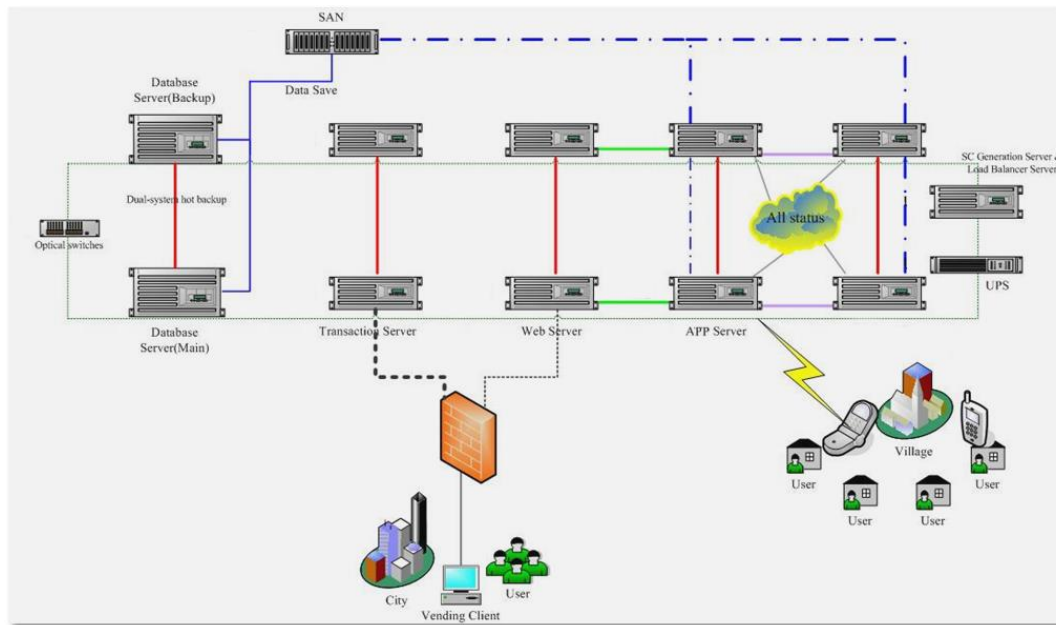 SAN
Database
Server(Backup)
Data Save
SC Generation Server &
Load Balancer Server
Dual-system hot backup
All status
Optical switches
UPS
Database
Server(Main)
Transaction Server
Web Server
APP Server
Village
User
User
User
User
City
Vending Client
User